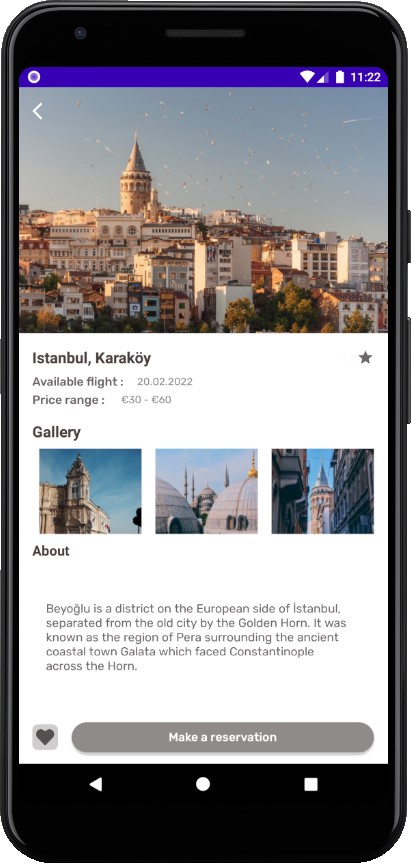 11:22
Istanbul, Karaköy
Available flight : 20.02.2022
Price range : €30 - €60
Gallery
About
Beyoğlu is a district on the European side of İstanbul,
separated from the old city by the Golden Horn. It was
known as the region of Pera surrounding the ancient
coastal town Galata which faced Constantinople
across the Horn.
Make a reservation